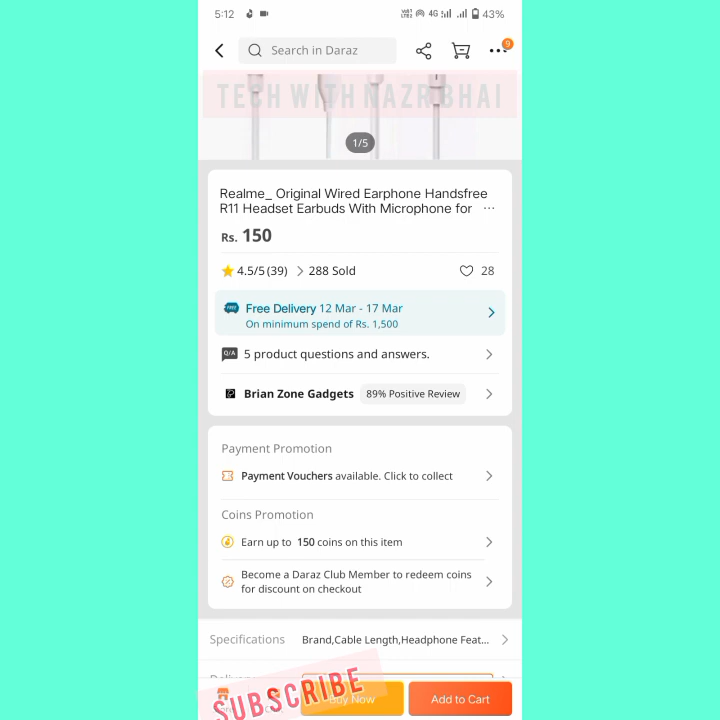 5:12
4G
43%
Search in Daraz
9
TECH WITH NAZR BHAI
1/5
Realme_ Original Wired Earphone Handsfree
R11 Headset Earbuds With Microphone for ...
Rs. 150
4.5/5 (39) > 288 Sold
28
FREE
Free Delivery 12 Mar - 17 Mar
On minimum spend of Rs. 1,500
Q/A
5 product questions and answers.
Brian Zone Gadgets 89% Positive Review
Payment Promotion
Payment Vouchers available. Click to collect
Coins Promotion
Earn up to 150 coins on this item
Become a Daraz Club Member to redeem coins
for discount on checkout
Specifications Brand,Cable Length,Headphone Feat...
SUBSCRIBE
Buy Now
Add to Cart